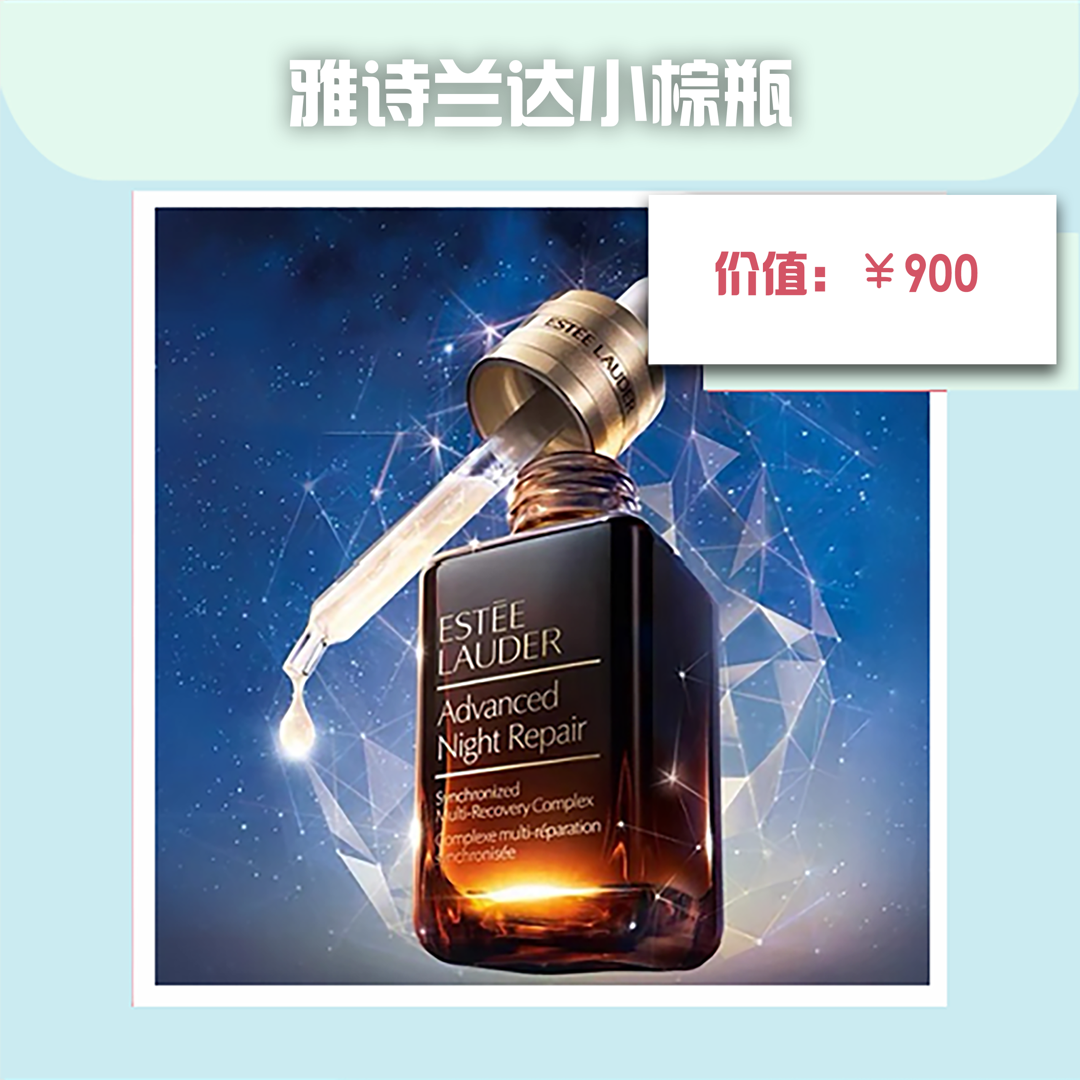 雅诗兰达小棕瓶
价值：￥900
ESTĒE LAUDER
ESTĒE
LAUDER
Advanced
Night Repair
Synchronized
Multi-Recovery Complex
Complexe multi-réparation
Synchronisée